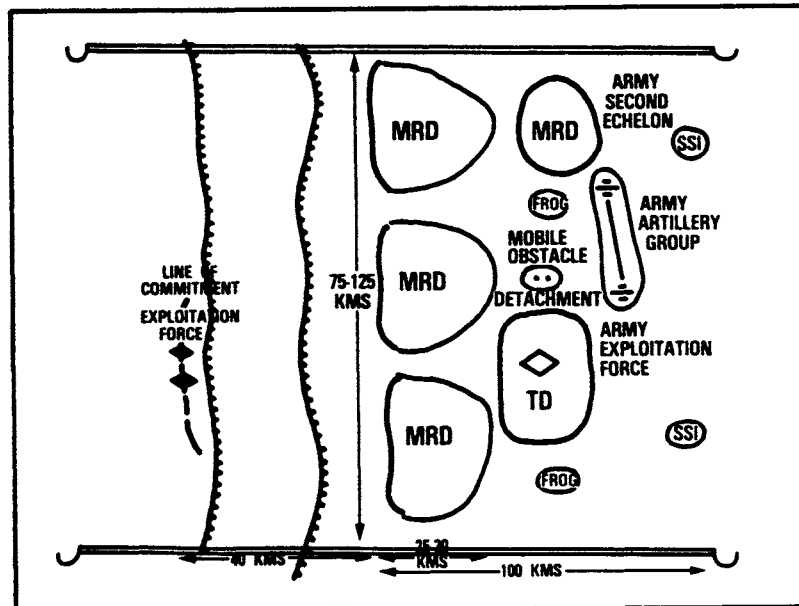 MRD
MRD
ARMY
SECOND
ECHELON
SSI
FROG
ARMY
ARTILLERY
GROUP
MOBILE
OBSTACLE
DETACHMENT
LINE OF
COMMITMENT
EXPLOITATION
FORCE
75-125
KMS
MRD
ARMY
EXPLOITATION
FORCE
TD
MRD
SSI
FROG
40 KMS
KMS
100 KMS